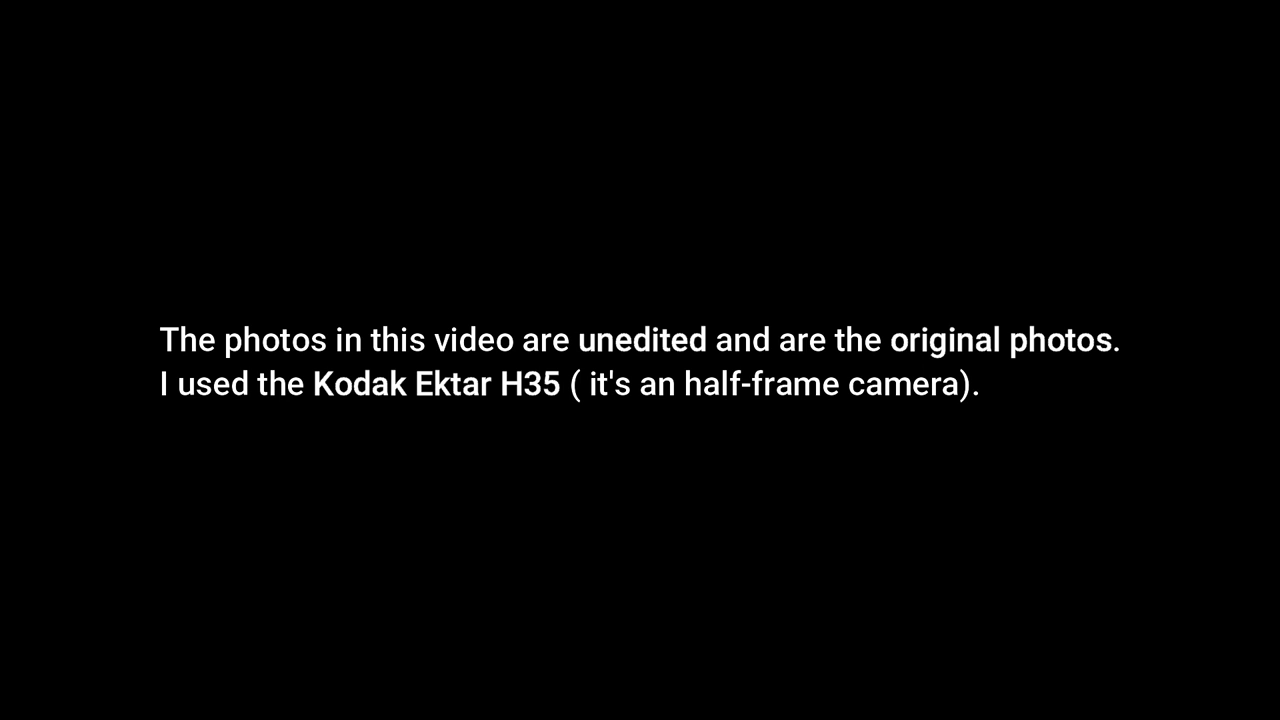 The photos in this video are unedited and are the original photos.
I used the Kodak Ektar H35 ( it's an half-frame camera).